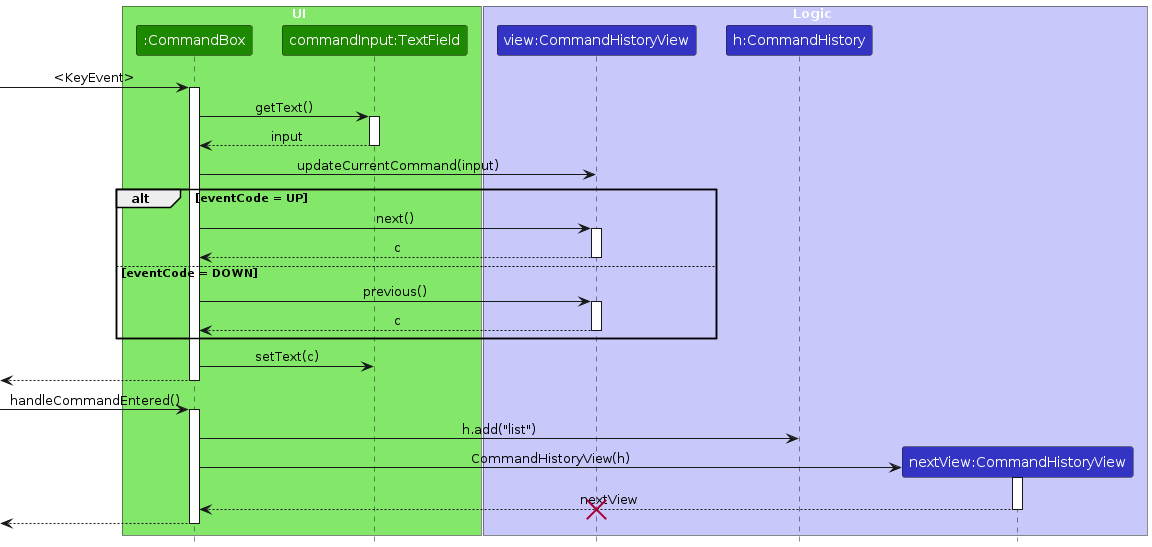 UI
Logic
:CommandBox
commandInput:TextField
view:CommandHistoryView
h:CommandHistory
<KeyEvent>
getText()
input
updateCurrentCommand(input)
alt
[eventCode = UP]
next()
c
[eventCode = DOWN]
previous()
c
setText(c)
handleCommandEntered()
h.add("list")
CommandHistoryView(h)
nextView:CommandHistoryView
nextView